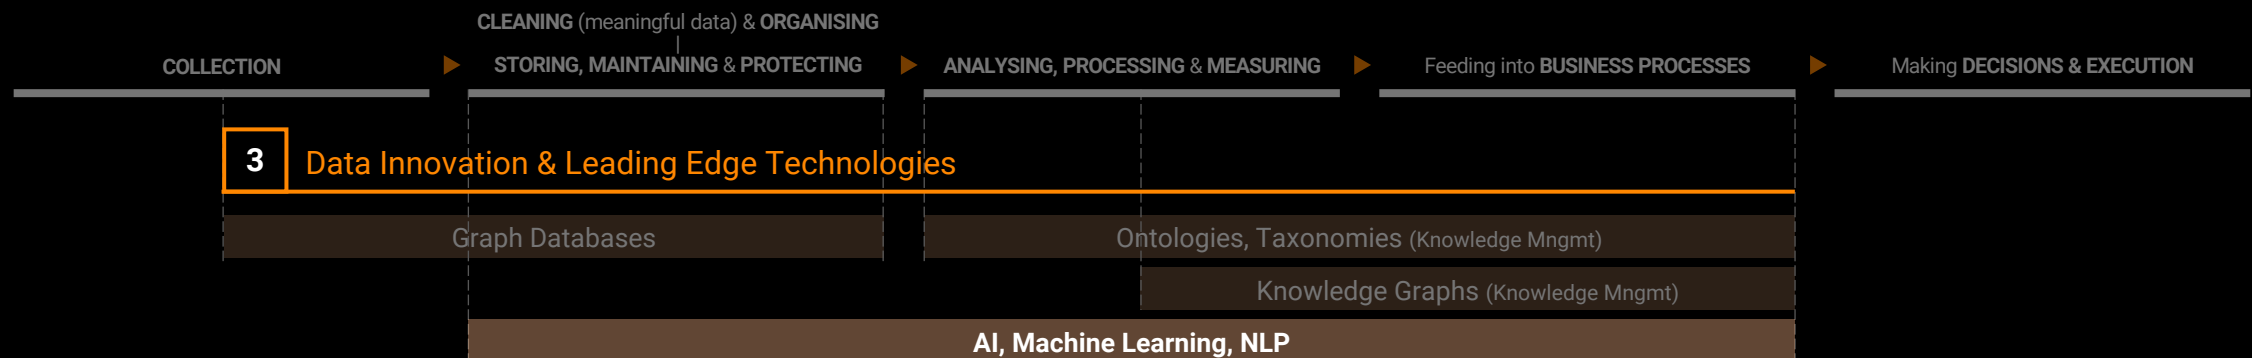 CLEANING (meaningful data) & ORGANISING
COLLECTION
STORING, MAINTAINING & PROTECTING
ANALYSING, PROCESSING & MEASURING
Feeding into BUSINESS PROCESSES
Making DECISIONS & EXECUTION
3 Data Innovation & Leading Edge Technologies
Graph Databases
Ontologies, Taxonomies (Knowledge Mngmt)
Knowledge Graphs (Knowledge Mngmt)
AI, Machine Learning, NLP